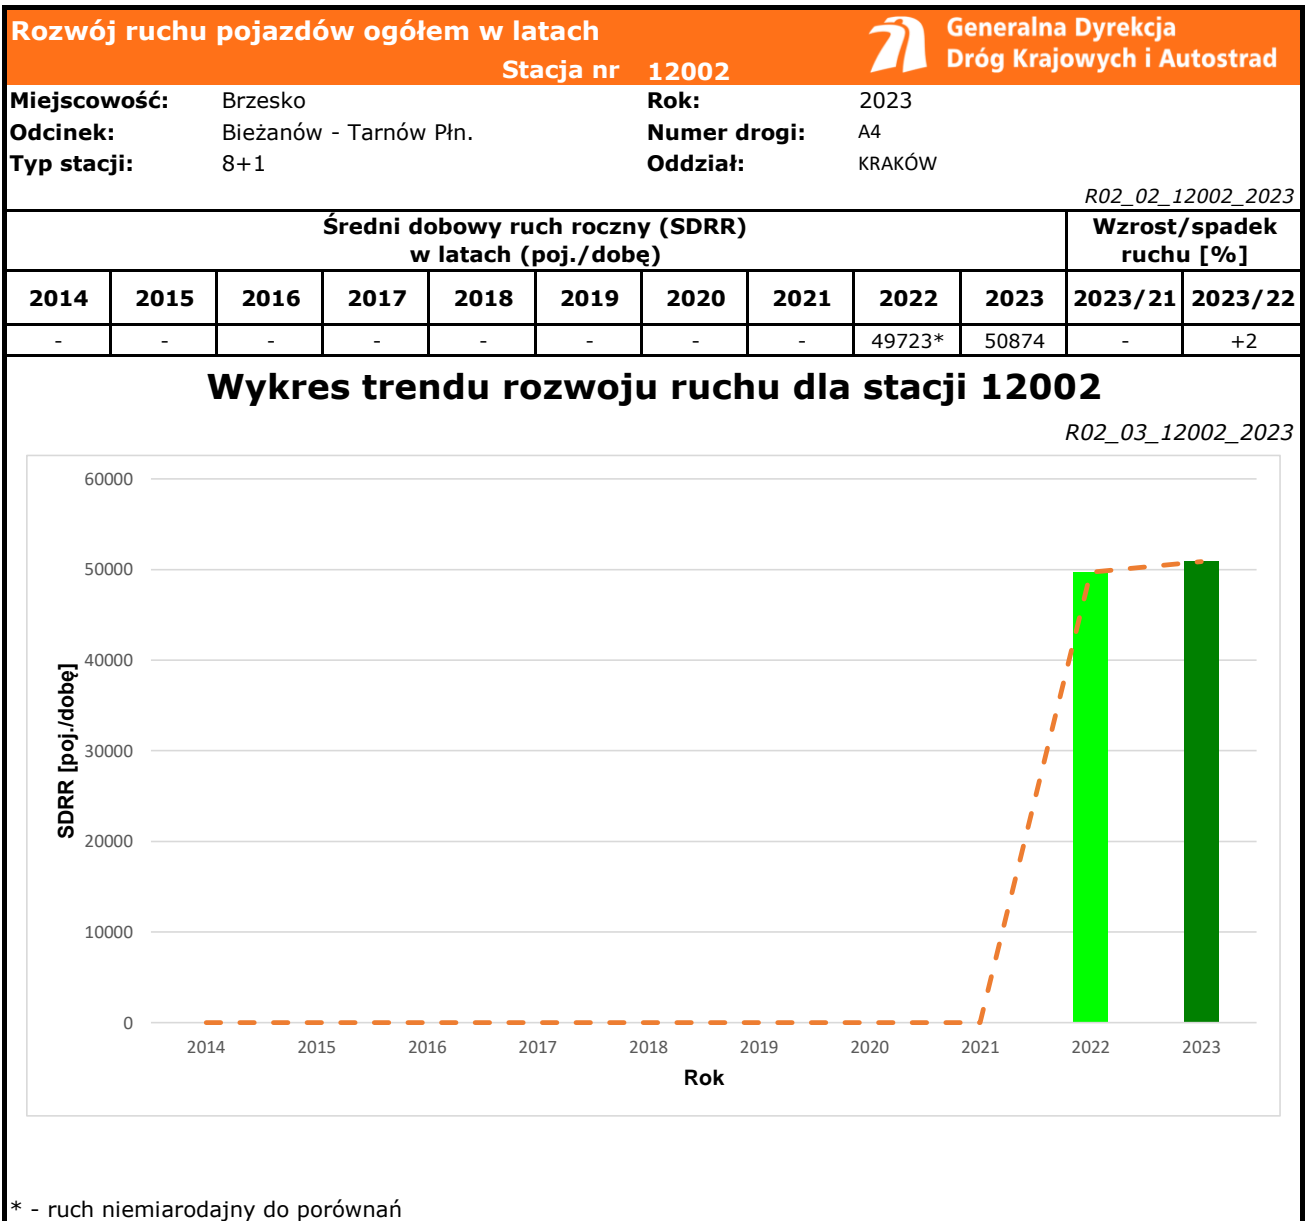 Rozwój ruchu pojazdów ogółem w latach
Generalna Dyrekcja
Dróg Krajowych i Autostrad
Stacja nr 12002
Miejscowość: Brzesko Rok: 2023
Odcinek: Bieżanów - Tarnów Płn. Numer drogi: A4
Typ stacji: 8+1 Oddział: KRAKÓW
R02_02_12002_2023
Średni dobowy ruch roczny (SDRR)
w latach (poj./dobę)
Wzrost/spadek
ruchu [%]
2014 2015 2016 2017 2018 2019 2020 2021 2022 2023 2023/21 2023/22
- - - - - - - - 49723* 50874 - +2
Wykres trendu rozwoju ruchu dla stacji 12002
R02_03_12002_2023
SDRR [poj./dobę]
60000
50000
40000
30000
20000
10000
0
2014 2015 2016 2017 2018 2019 2020 2021 2022 2023
Rok
* - ruch niemiarodajny do porównań